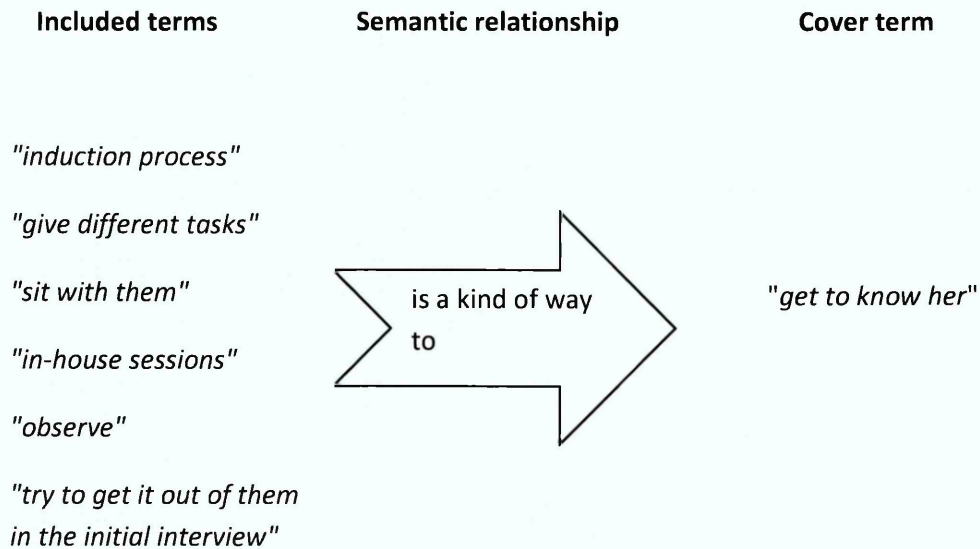 Included terms
Semantic relationship
Cover term
"induction process"
"give different tasks"
"sit with them"
"in-house sessions"
"observe"
"try to get it out of them
in the initial interview"
is a kind of way
to
"get to know her"